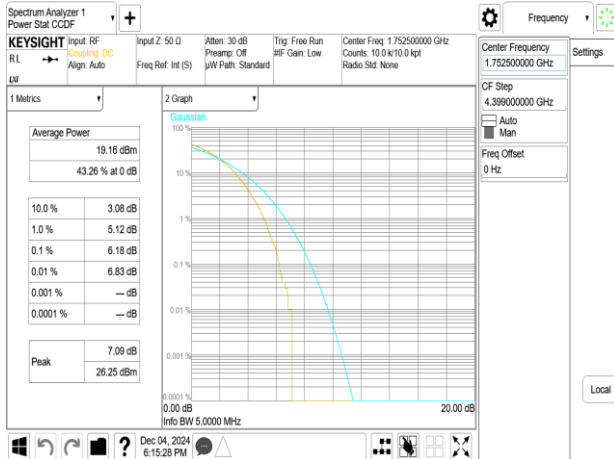 Spectrum Analyzer 1
Power Stat CCDF
+
Frequency
KEYSIGHT
RL
LXI
Input: RF
Coupling: DC
Align: Auto
Input Z: 50 Ω
Freq Ref: Int (S)
Atten: 30 dB
Preamp: Off
µW Path: Standard
Trig: Free Run
#IF Gain: Low
Center Freq: 1.752500000 GHz
Counts: 10.0 k/10.0 kpt
Radio Std: None
Center Frequency
1.752500000 GHz
Settings
CF Step
4.399000000 GHz
Auto
Man
Freq Offset
0 Hz
Local
1 Metrics
Average Power
19.16 dBm
43.26 % at 0 dB
10.0 % 3.08 dB
1.0 % 5.12 dB
0.1 % 6.18 dB
0.01 % 6.83 dB
0.001 % --- dB
0.0001 % --- dB
Peak 7.09 dB
26.25 dBm
2 Graph
Gaussian
100 %
10 %
1 %
0.1 %
0.01 %
0.001 %
0.0001 %
0.00 dB 20.00 dB
Info BW 5.0000 MHz
?
Dec 04, 2024
6:15:28 PM